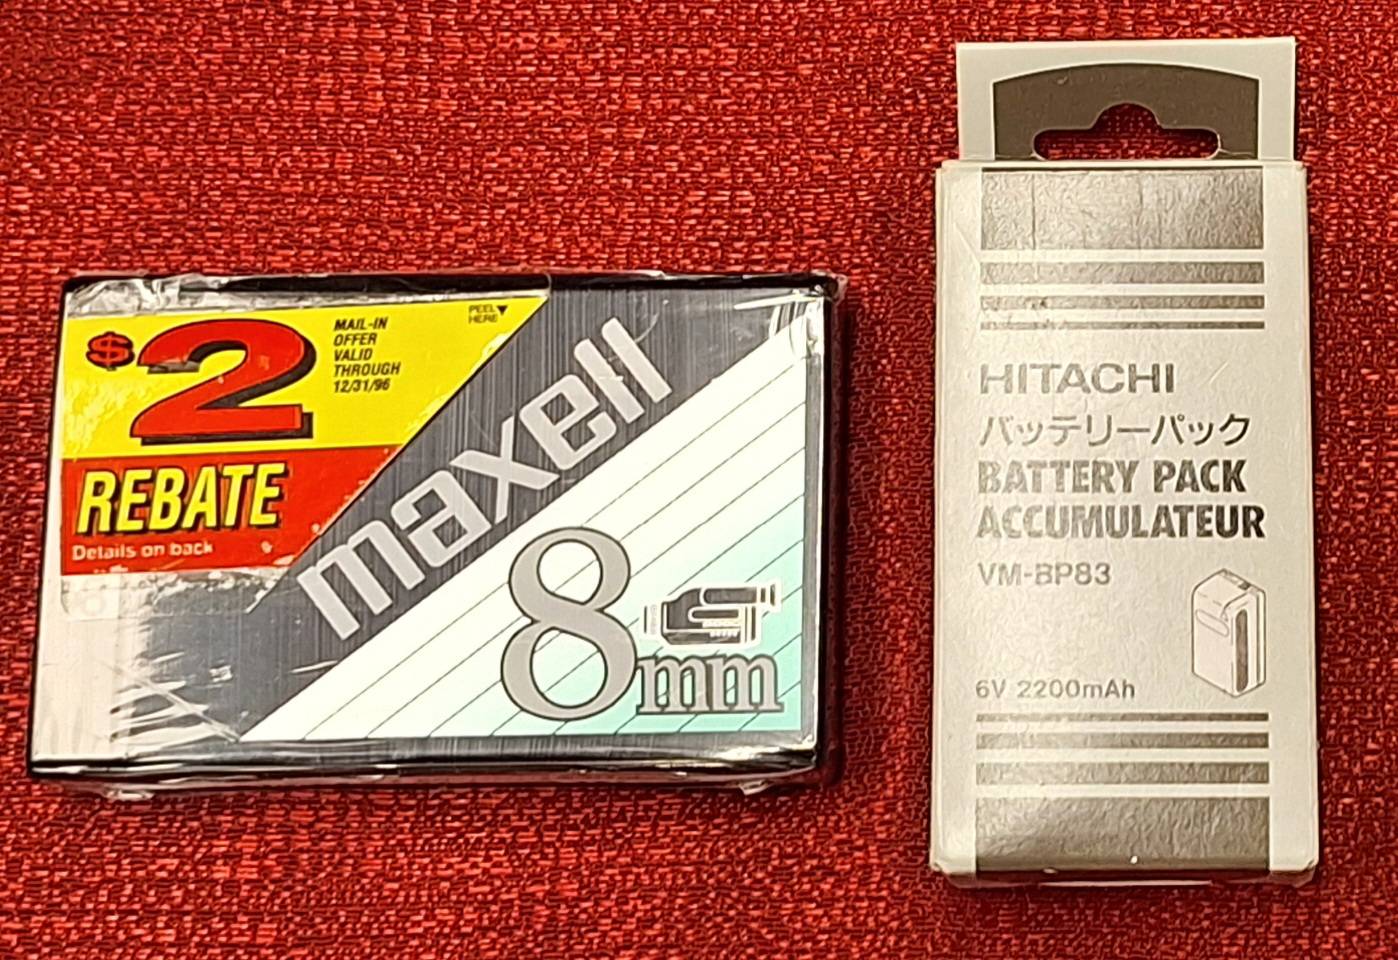 $2
MAIL-IN
OFFER
VALID
THROUGH
12/31/96
PEEL
HERE
REBATE
Details on back
maxell
8mm
HITACHI
バッテリーパック
BATTERY PACK
ACCUMULATEUR
VM-BP83
6V 2200mAh